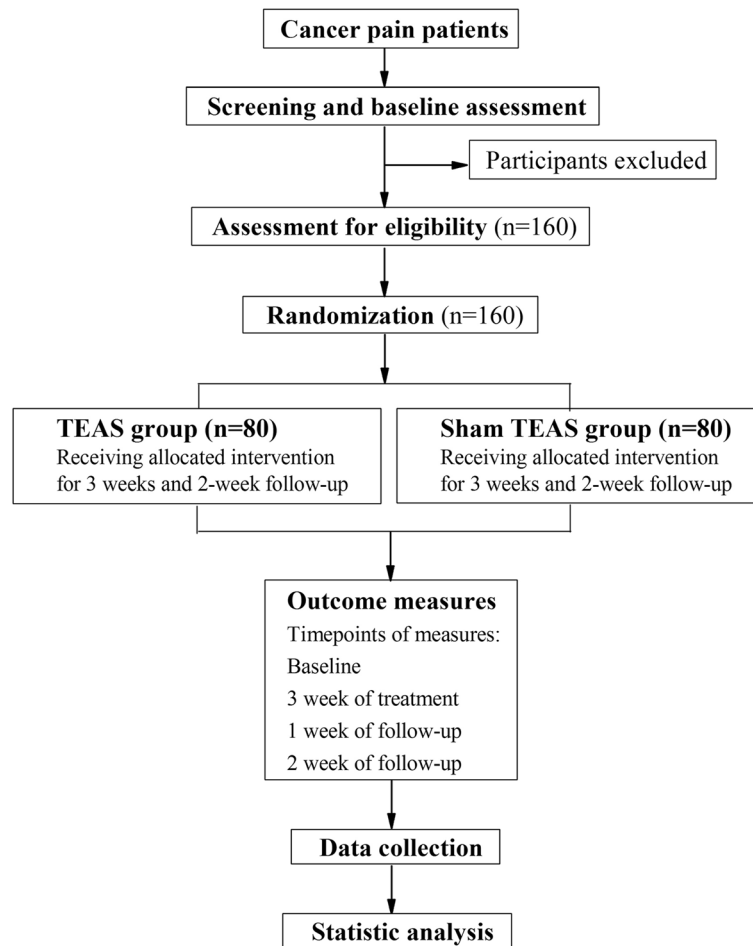 Cancer pain patients
Screening and baseline assessment
Participants excluded
Assessment for eligibility (n=160)
Randomization (n=160)
TEAS group (n=80)
Receiving allocated intervention
for 3 weeks and 2-week follow-up
Sham TEAS group (n=80)
Receiving allocated intervention
for 3 weeks and 2-week follow-up
Outcome measures
Timepoints of measures:
Baseline
3 week of treatment
1 week of follow-up
2 week of follow-up
Data collection
Statistic analysis